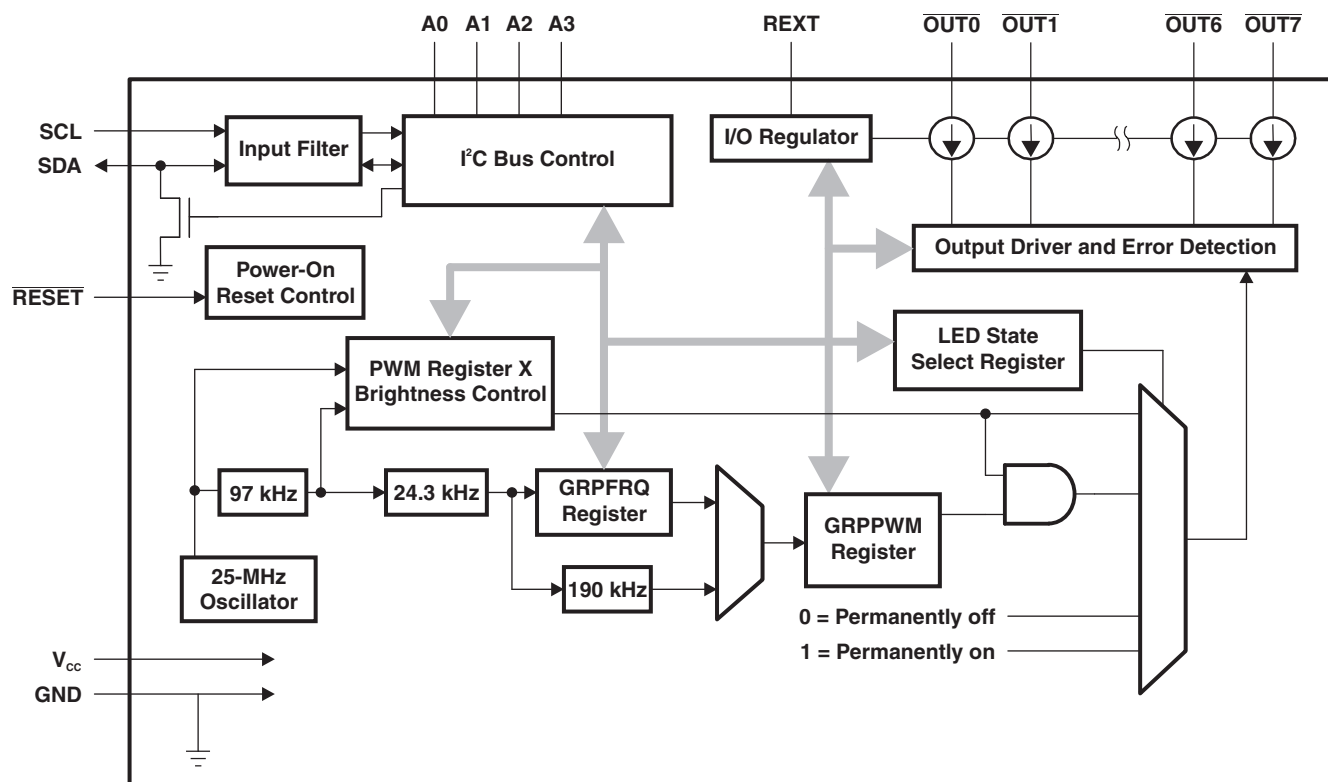 A0 A1 A2 A3 REXT OUT0 OUT1 OUT6 OUT7
SCL
SDA
Input Filter
I²C Bus Control
I/O Regulator
Output Driver and Error Detection
RESET
Power-On
Reset Control
LED State
Select Register
PWM Register X
Brightness Control
97 kHz
24.3 kHz
GRPFRQ
Register
GRPPWM
Register
25-MHz
Oscillator
190 kHz
0 = Permanently off
1 = Permanently on
VCC
GND